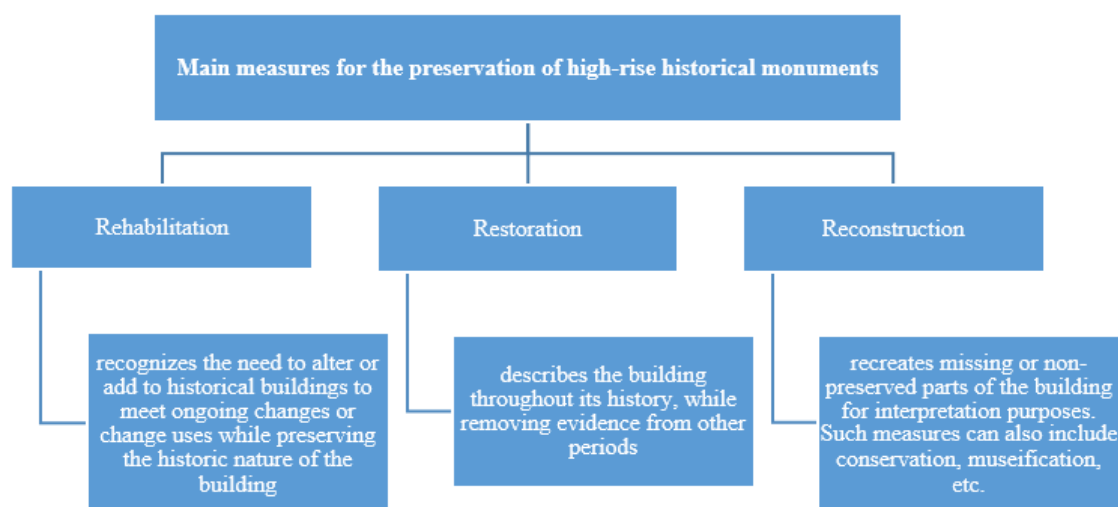 Main measures for the preservation of high-rise historical monuments
Rehabilitation
Restoration
Reconstruction
recognizes the need to alter or
add to historical buildings to
meet ongoing changes or
change uses while preserving
the historic nature of the
building
describes the building
throughout its history, while
removing evidence from other
periods
recreates missing or non-
preserved parts of the building
for interpretation purposes.
Such measures can also include
conservation, museification,
etc.